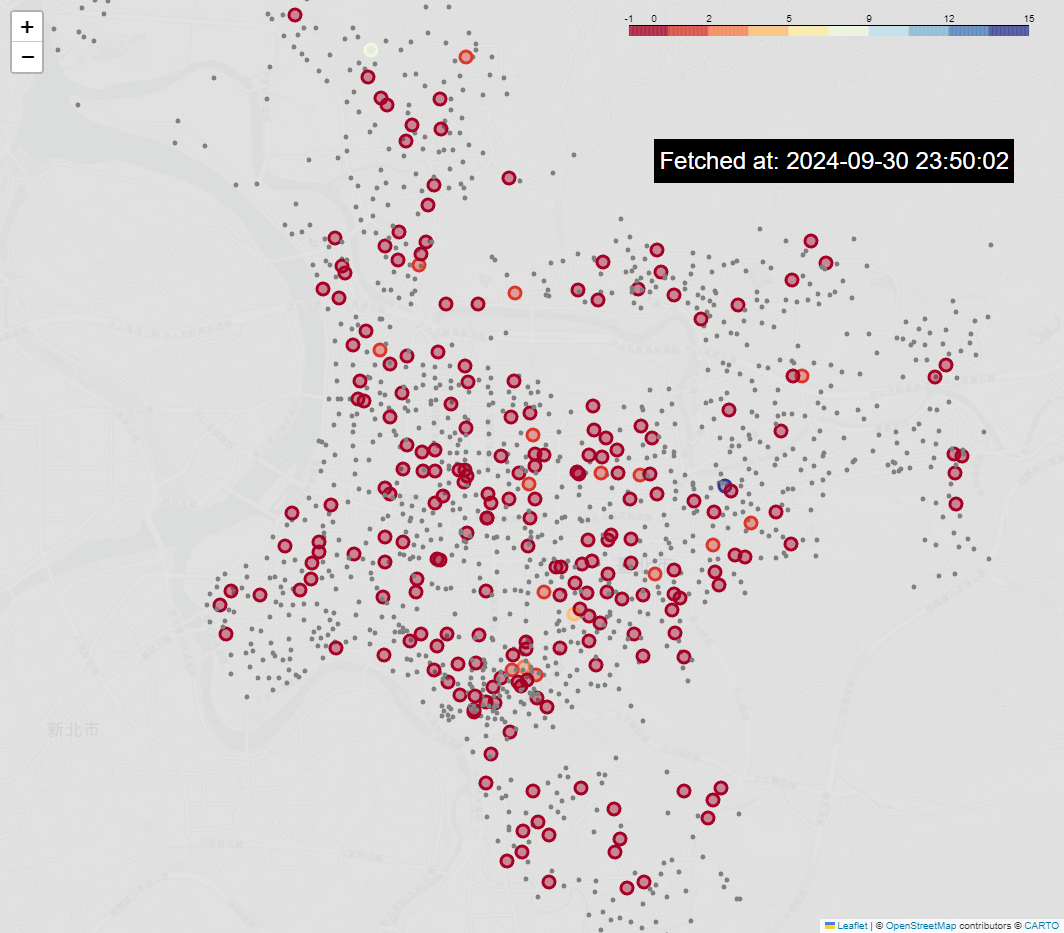 +
−
-1 0 2 5 9 12 15
Fetched at: 2024-09-30 23:50:02
新北市
Leaflet | © OpenStreetMap contributors © CARTO